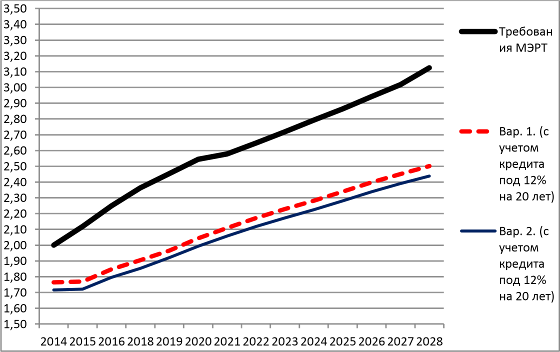 3,50
3,40
3,30
3,20
3,10
3,00
2,90
2,80
2,70
2,60
2,50
2,40
2,30
2,20
2,10
2,00
1,90
1,80
1,70
1,60
1,50
2014 2015 2016 2018 2019 2020 2021 2022 2023 2024 2025 2026 2027 2028
Требован
ия МЭРТ
Вар. 1. (с
учетом
кредита
под 12%
на 20 лет)
Вар. 2. (с
учетом
кредита
под 12%
на 20 лет)